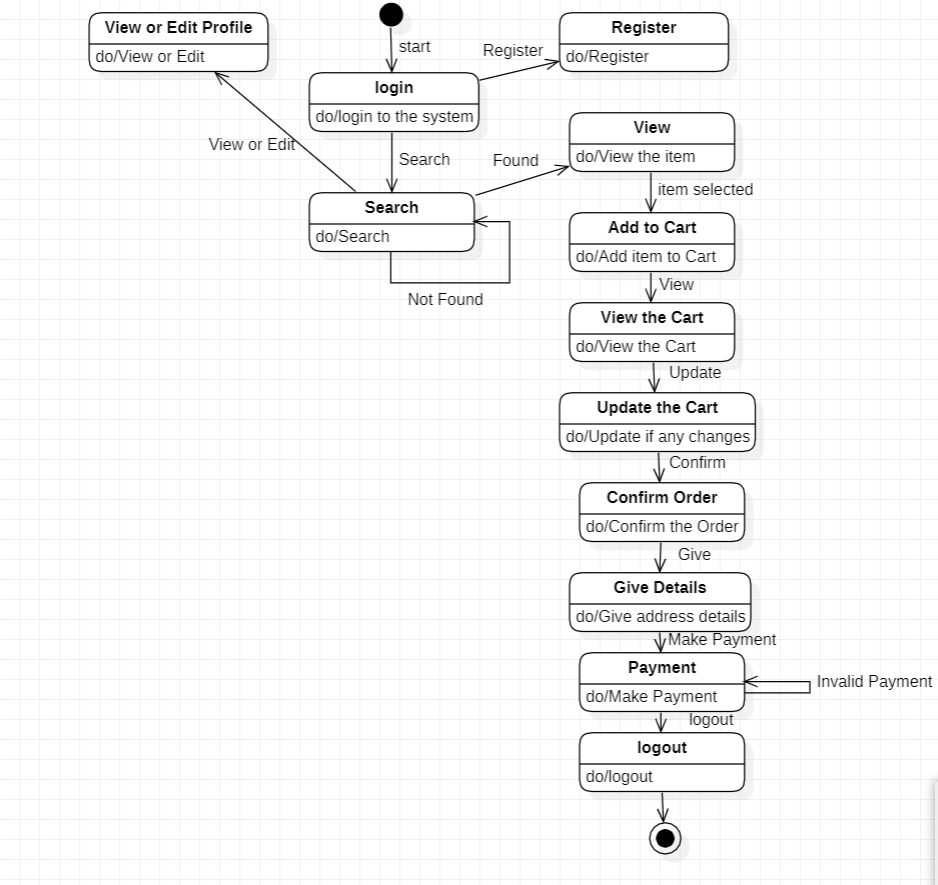 View or Edit Profile
do/View or Edit
start
Register
Register
do/Register
login
do/login to the system
View or Edit
Search
Found
View
do/View the item
item selected
Search
do/Search
Not Found
Add to Cart
do/Add item to Cart
View
View the Cart
do/View the Cart
Update
Update the Cart
do/Update if any changes
Confirm
Confirm Order
do/Confirm the Order
Give
Give Details
do/Give address details
Make Payment
Payment
do/Make Payment
Invalid Payment
logout
logout
do/logout